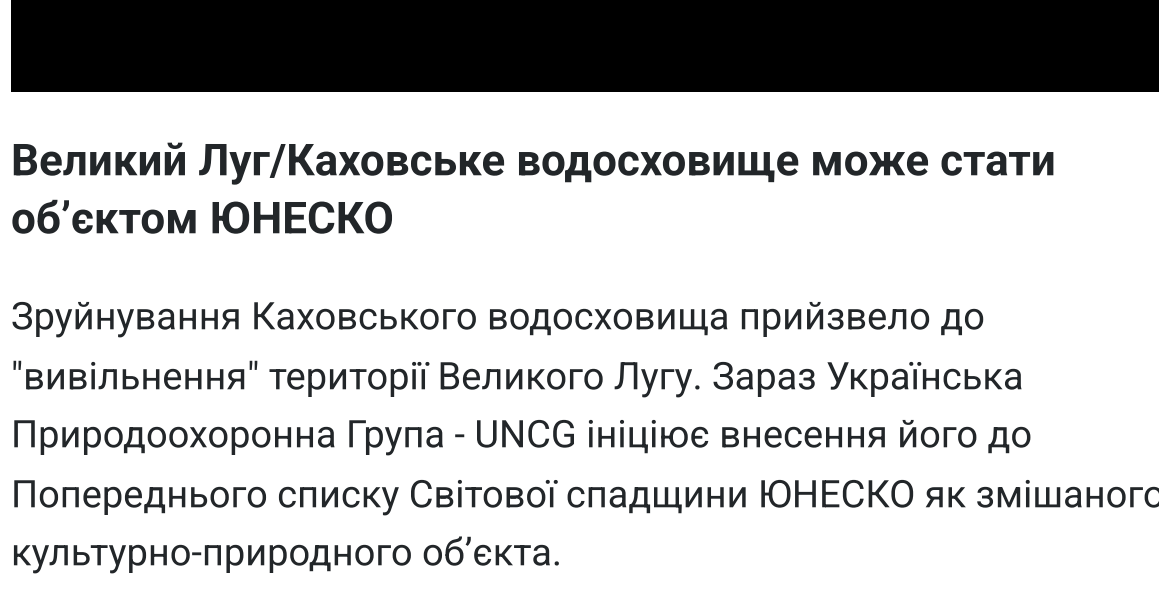 Великий Луг/Каховське водосховище може стати
об’єктом ЮНЕСКО
Зруйнування Каховського водосховища прийзвело до
"вивільнення" території Великого Лугу. Зараз Українська
Природоохоронна Група - UNCG ініціює внесення його до
Попереднього списку Світової спадщини ЮНЕСКО як змішаного
культурно-природного об’єкта.